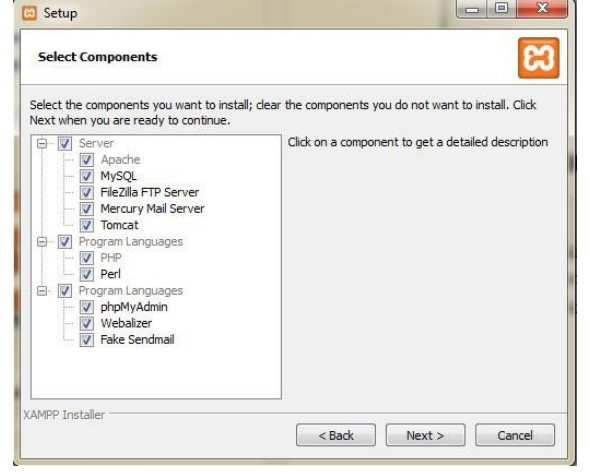 Setup
Select Components
Select the components you want to install; clear the components you do not want to install. Click
Next when you are ready to continue.
Server
Apache
MySQL
FileZilla FTP Server
Mercury Mail Server
Tomcat
Program Languages
PHP
Perl
Program Languages
phpMyAdmin
Webalizer
Fake Sendmail
Click on a component to get a detailed description
XAMPP Installer
< Back
Next >
Cancel